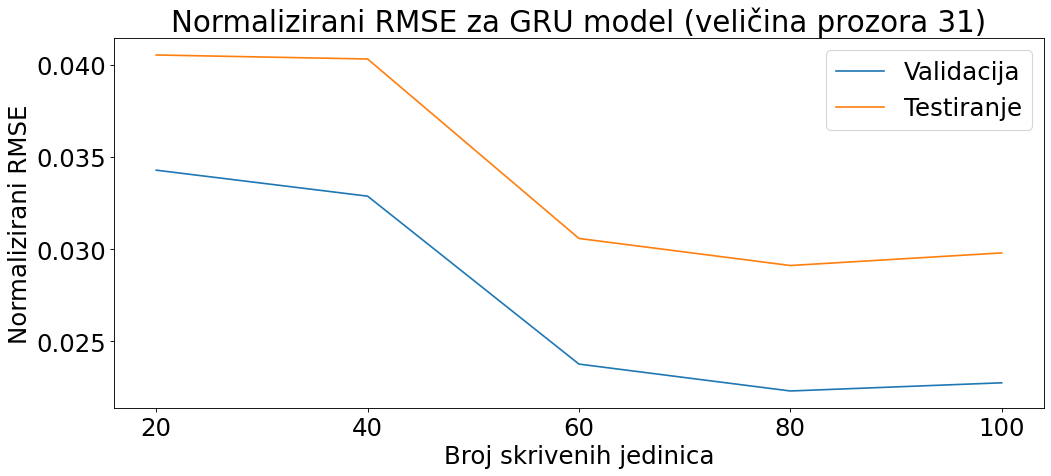 Normalizirani RMSE za GRU model (veličina prozora 31)
Validacija
Testiranje
Normalizirani RMSE
0.040
0.035
0.030
0.025
20 40 60 80 100
Broj skrivenih jedinica